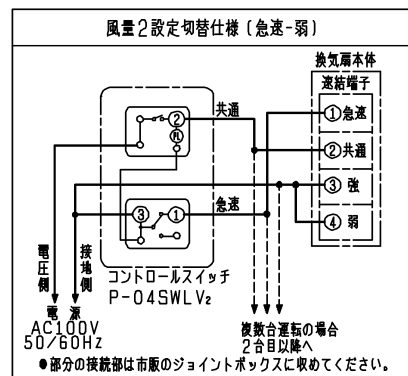 風量2設定切替仕様(急速-弱)
換気扇本体
速結端子
① 急速
② 共通
③ 強
④ 弱
共通
②
PL
③
①
急速
電圧側
接地側
コントロールスイッチ
P-04SWLV₂
電源
AC100V
50/60Hz
複数台運転の場合
2台目以降へ
●部分の接続部は市販のジョイントボックスに収めてください。